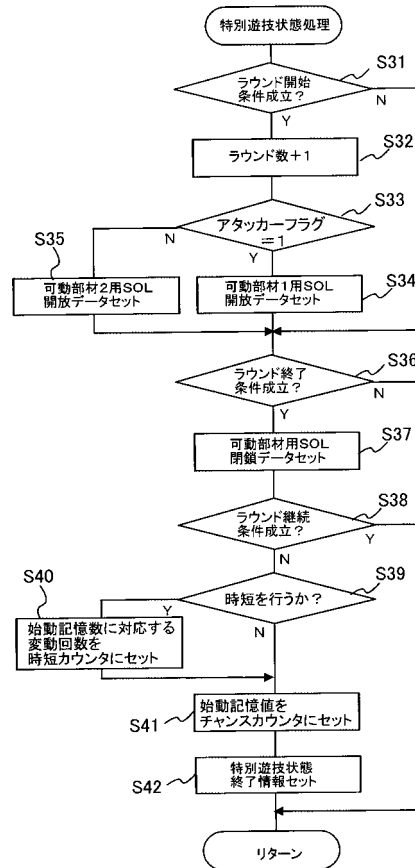 特別遊技状態処理
S31
ラウンド開始
条件成立？
N
Y
S32
ラウンド数＋1
S33
アタッカーフラグ
＝1
N
Y
S35
可動部材2用SOL
開放データセット
S34
可動部材1用SOL
開放データセット
S36
ラウンド終了
条件成立？
N
Y
S37
可動部材用SOL
閉鎖データセット
S38
ラウンド継続
条件成立？
Y
N
S39
時短を行うか？
Y
N
S40
始動記憶数に対応する
変動回数を
時短カウンタにセット
S41
始動記憶値を
チャンスカウンタにセット
S42
特別遊技状態
終了情報セット
リターン